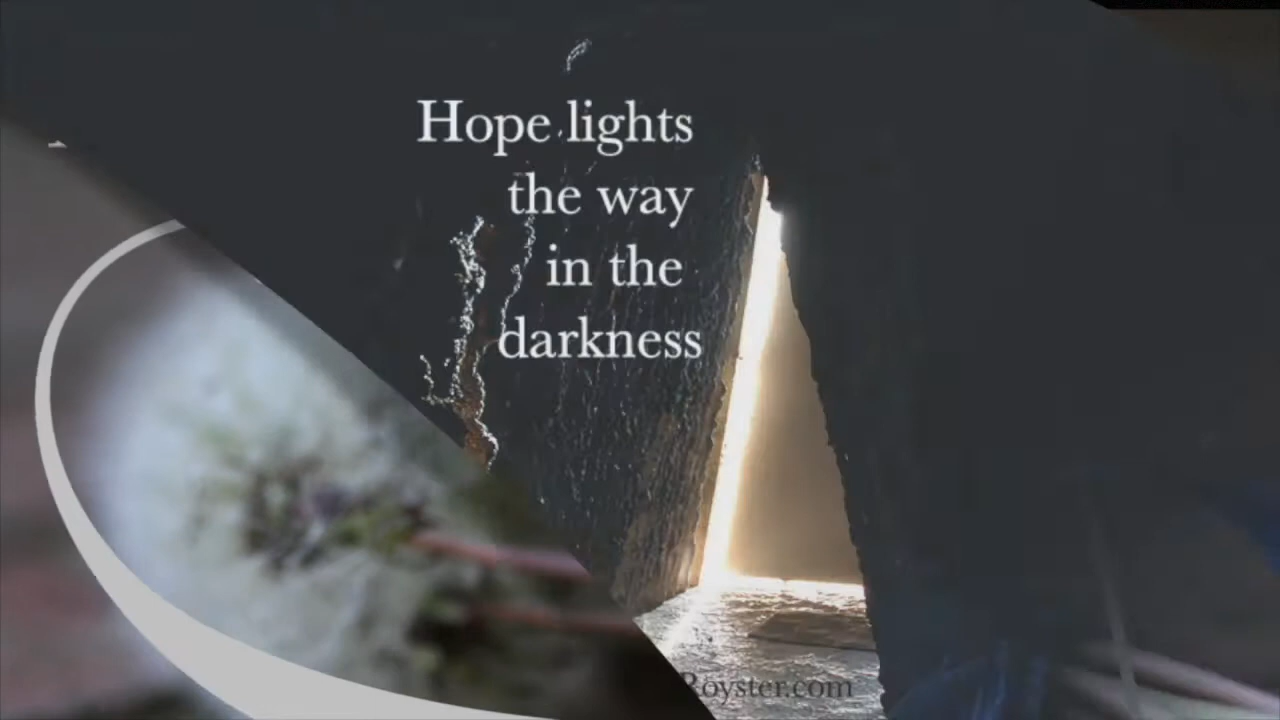 Hope lights
the way
in the
darkness
Royster.com